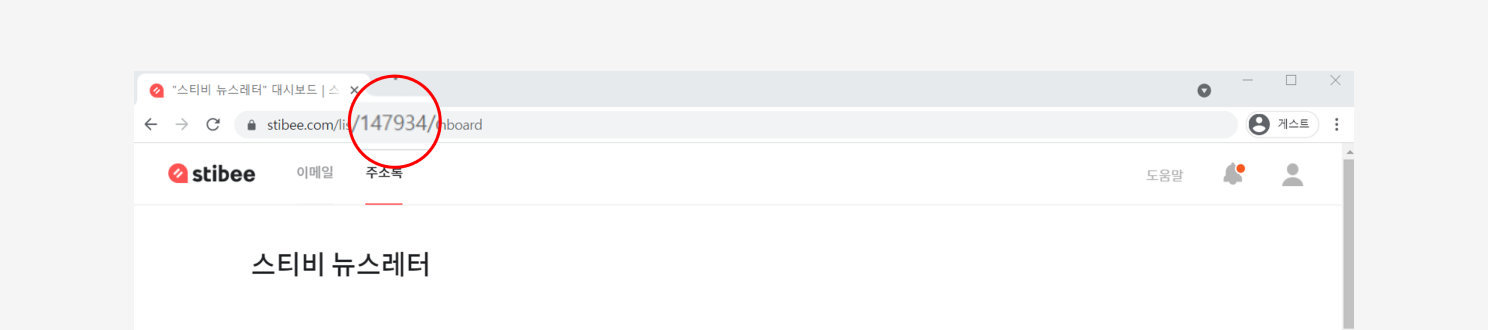 "스티비 뉴스레터" 대시보드 | 스
stibee.com/lis/147934/hboard
게스트
stibee 이메일 주소록 도움말
스티비 뉴스레터